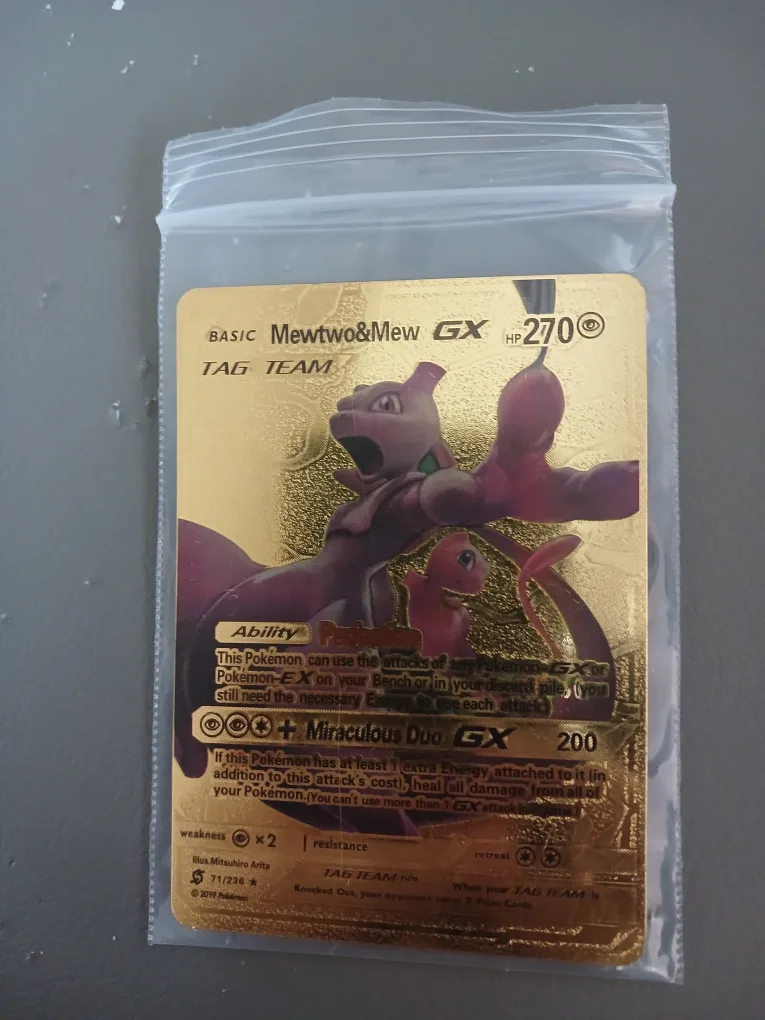 BASIC Mewtwo&Mew GX HP270
TAG TEAM
Ability Perfection
This Pokémon can use the attacks of any Pokémon-GX or
Pokémon-EX on your Bench or in your discard pile, (you
still need the necessary Energy to use each attack)
+ Miraculous Duo GX 200
If this Pokémon has at least 1 extra Energy attached to it (in
addition to this attack's cost), heal all damage from all of
your Pokémon.(You can't use more than 1 GX attack
weakness ×2 resistance
retreat
Illus.Mitsuhiro Arita
71/236 ★
©2019 Pokémon
TAG TEAM rule
When your TAG TEAM is
Knocked Out, your opponent takes 3 Prize Cards.